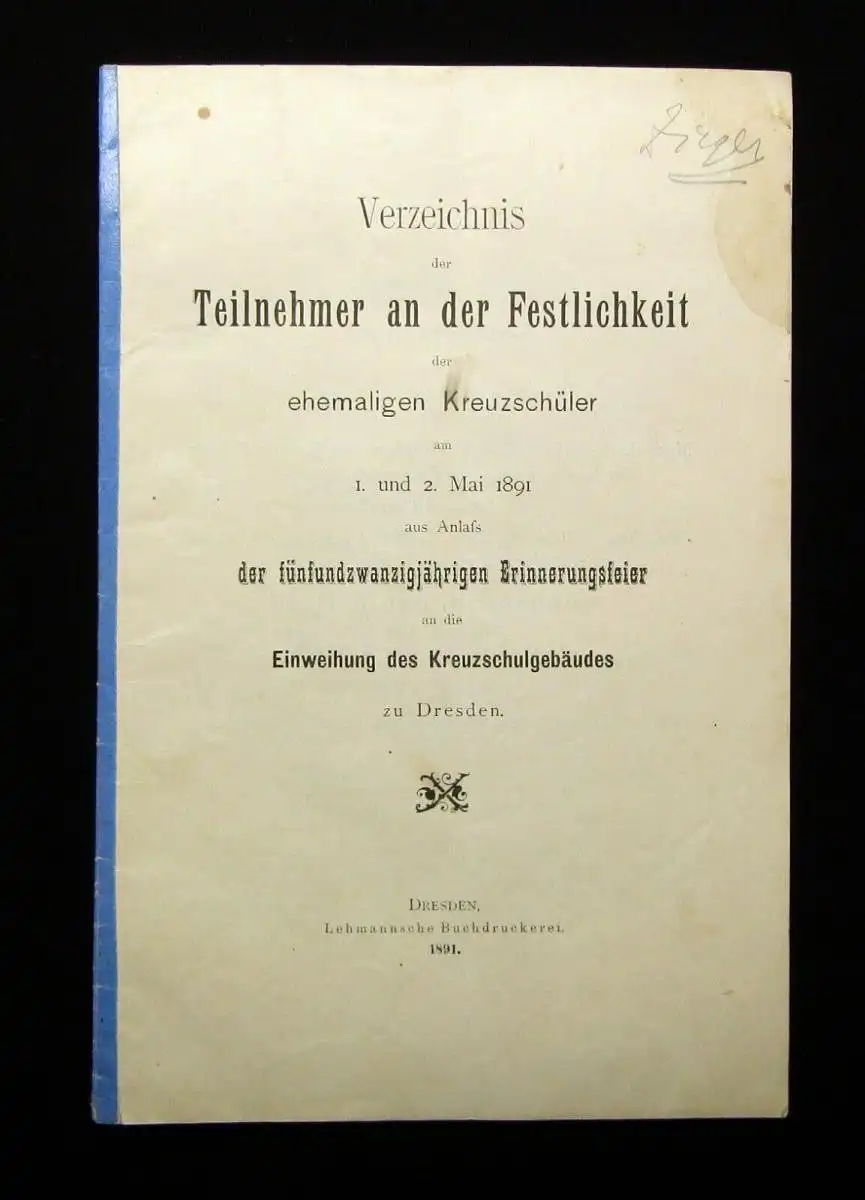 Verzeichnis
der
Teilnehmer an der Festlichkeit
der
ehemaligen Kreuzschüler
am
1. und 2. Mai 1891
aus Anlaſs
der fünfundzwanzigjährigen Erinnerungsfeier
an die
Einweihung des Kreuzschulgebäudes
zu Dresden.
DRESDEN,
Lehmannsche Buchdruckerei.
1891.